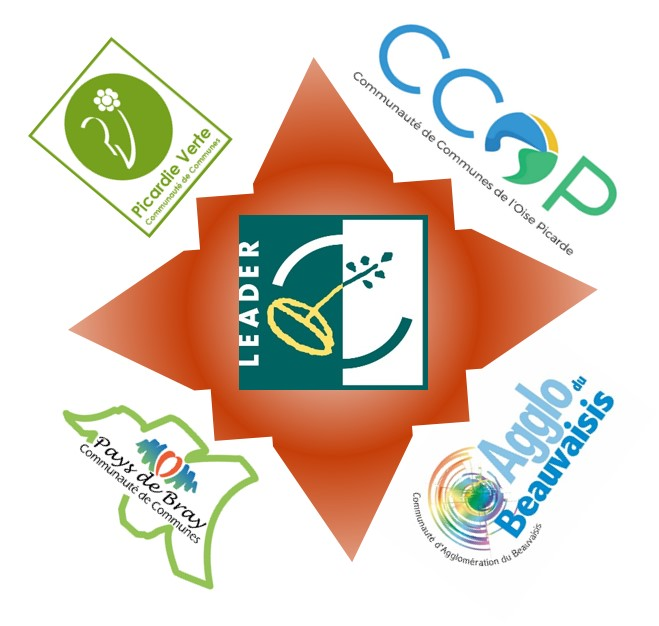 Picardie Verte
Communauté de Communes
CCOP
Communauté de Communes de l'Oise Picarde
LEADER
Pays de Bray
Communauté de Communes
Agglo du
Beauvaisis
Communauté d'Agglomération du Beauvaisis